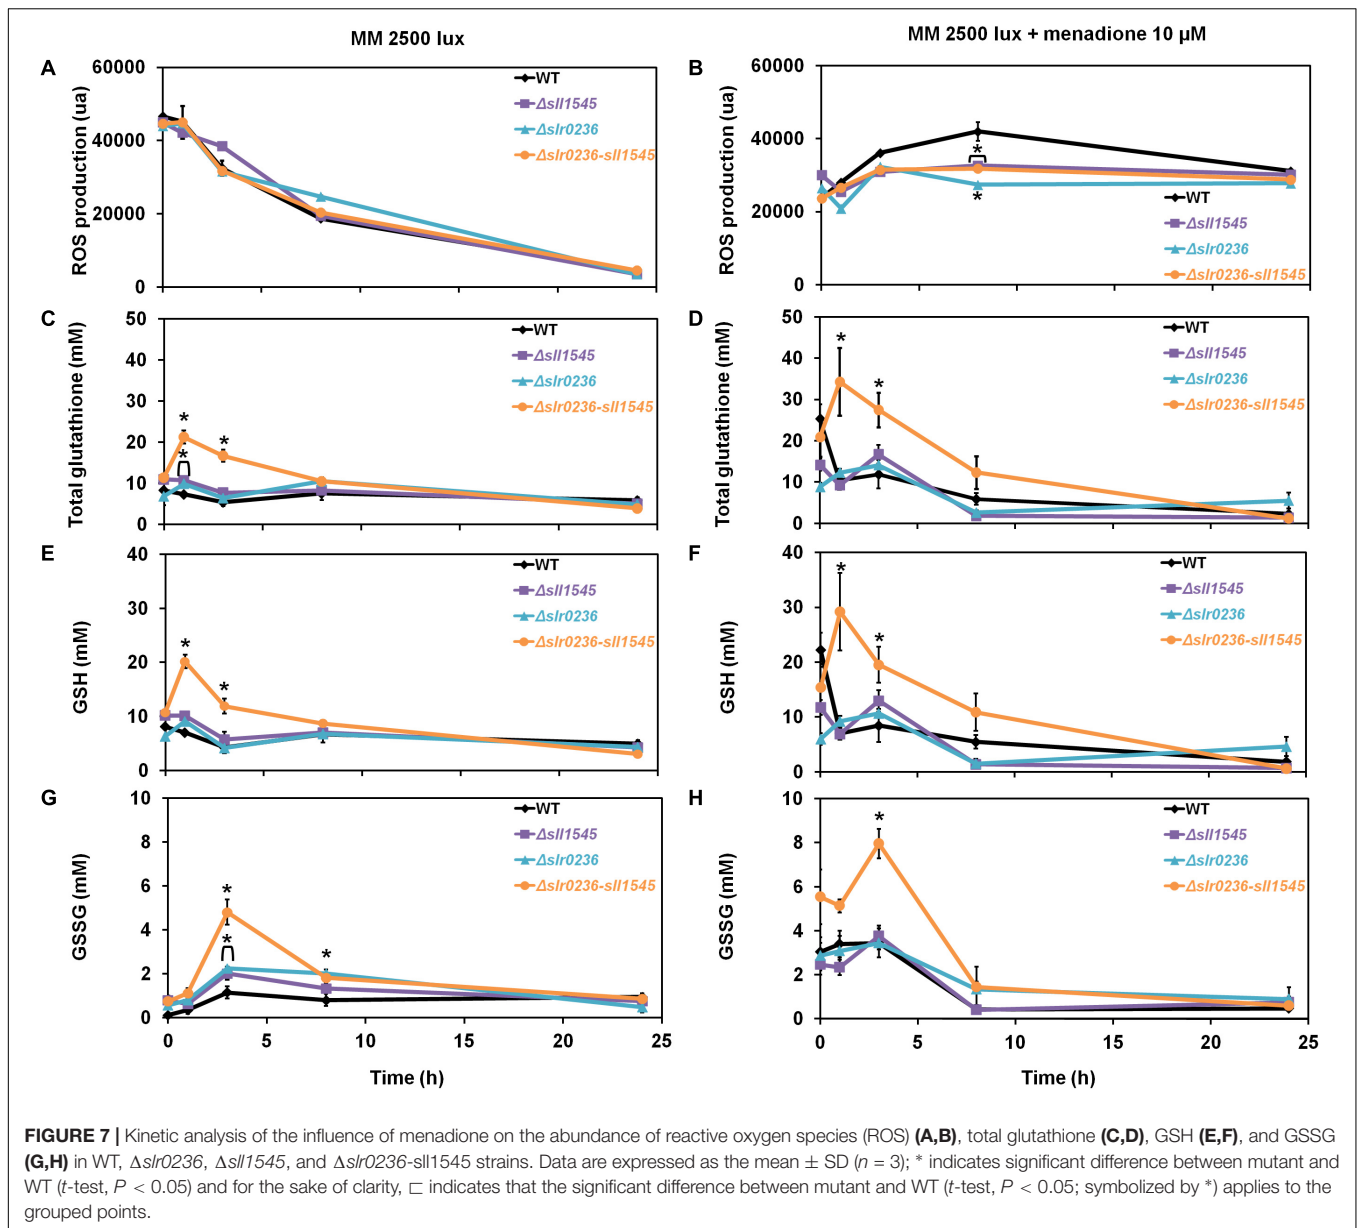 MM 2500 lux
MM 2500 lux + menadione 10 µM
A
ROS production (ua)
60000
40000
20000
0
WT
Δsll1545
Δslr0236
Δslr0236-sll1545
B
ROS production (ua)
60000
40000
20000
0
*
*
WT
Δsll1545
Δslr0236
Δslr0236-sll1545
C
Total glutathione (mM)
50
40
30
20
10
0
*
*
*
WT
Δsll1545
Δslr0236
Δslr0236-sll1545
D
Total glutathione (mM)
50
40
30
20
10
0
*
*
WT
Δsll1545
Δslr0236
Δslr0236-sll1545
E
GSH (mM)
40
30
20
10
0
*
*
WT
Δsll1545
Δslr0236
Δslr0236-sll1545
F
GSH (mM)
40
30
20
10
0
*
*
WT
Δsll1545
Δslr0236
Δslr0236-sll1545
G
GSSG (mM)
10
8
6
4
2
0
*
*
*
WT
Δsll1545
Δslr0236
Δslr0236-sll1545
0 5 10 15 20 25
Time (h)
H
GSSG (mM)
10
8
6
4
2
0
*
WT
Δsll1545
Δslr0236
Δslr0236-sll1545
0 5 10 15 20 25
Time (h)
FIGURE 7 | Kinetic analysis of the influence of menadione on the abundance of reactive oxygen species (ROS) (A,B), total glutathione (C,D), GSH (E,F), and GSSG
(G,H) in WT, Δslr0236, Δsll1545, and Δslr0236-sll1545 strains. Data are expressed as the mean ± SD (n = 3); * indicates significant difference between mutant and
WT (t-test, P < 0.05) and for the sake of clarity, ⊏ indicates that the significant difference between mutant and WT (t-test, P < 0.05; symbolized by *) applies to the
grouped points.